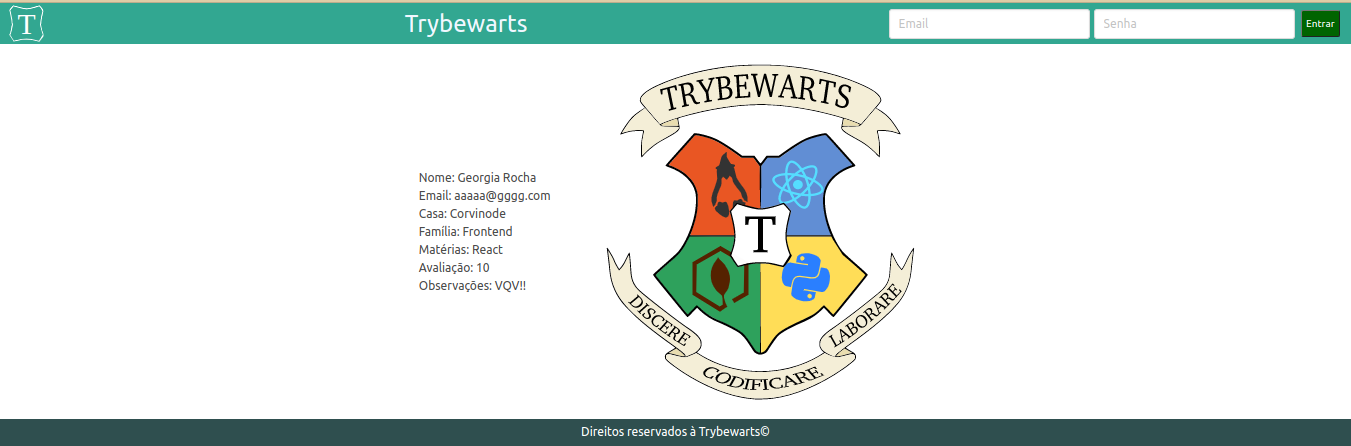 T
Trybewarts
Email
Senha
Entrar
TRYBEWARTS
Nome: Georgia Rocha
Email: aaaaa@gggg.com
Casa: Corvinode
Família: Frontend
Matérias: React
Avaliação: 10
Observações: VQV!!
T
DISCERE
CODIFICARE
LABORARE
Direitos reservados à Trybewarts©